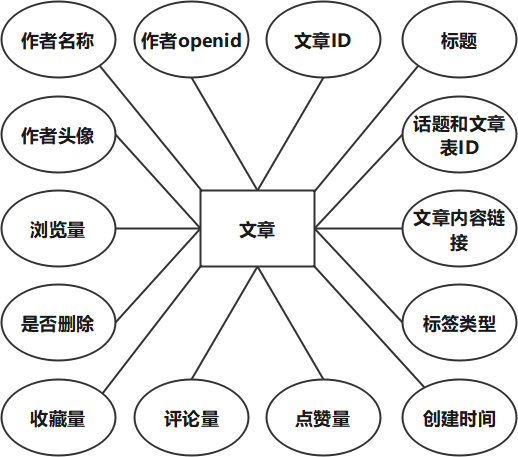 作者名称
作者openid
文章ID
标题
作者头像
话题和文章
表ID
浏览量
文章
文章内容链
接
是否删除
标签类型
收藏量
评论量
点赞量
创建时间